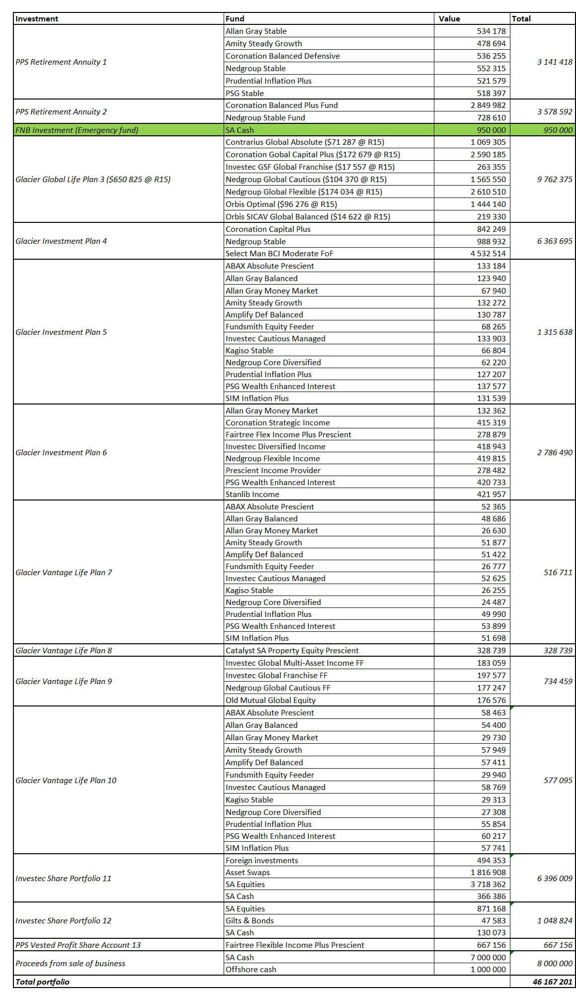 Investment Fund Value Total
Allan Gray Stable 534 178
Amity Steady Growth 478 694
Coronation Balanced Defensive 536 255
PPS Retirement Annuity 1 3 141 418
Nedgroup Stable 552 315
Prudential Inflation Plus 521 579
PSG Stable 518 397
Coronation Balanced Plus Fund 2 849 982
PPS Retirement Annuity 2 3 578 592
Nedgroup Stable Fund 728 610
FNB Investment (Emergency fund) SA Cash 950 000 950 000
Contrarius Global Absolute ($71 287 @ R15) 1 069 305
Coronation Gobal Capital Plus ($172 679 @ R15) 2 590 185
Investec GSF Global Franchise ($17 557 @ R15) 263 355
Glacier Global Life Plan 3 ($650 825 @ R15) Nedgroup Global Cautious ($104 370 @ R15) 1 565 550 9 762 375
Nedgroup Global Flexible ($174 034 @ R15) 2 610 510
Orbis Optimal ($96 276 @ R15) 1 444 140
Orbis SICAV Global Balanced ($14 622 @ R15) 219 330
Coronation Capital Plus 842 249
Glacier Investment Plan 4 Nedgroup Stable 988 932 6 363 695
Select Man BCI Moderate FoF 4 532 514
ABAX Absolute Prescient 133 184
Allan Gray Balanced 123 940
Allan Gray Money Market 67 940
Amity Steady Growth 132 272
Amplify Def Balanced 130 787
Fundsmith Equity Feeder 68 265
Glacier Investment Plan 5 1 315 638
Investec Cautious Managed 133 903
Kagiso Stable 66 804
Nedgroup Core Diversified 62 220
Prudential Inflation Plus 127 207
PSG Wealth Enhanced Interest 137 577
SIM Inflation Plus 131 539
Allan Gray Money Market 132 362
Coronation Strategic Income 415 319
Fairtree Flex Income Plus Prescient 278 879
Investec Diversified Income 418 943
Glacier Investment Plan 6 2 786 490
Nedgroup Flexible Income 419 815
Prescient Income Provider 278 482
PSG Wealth Enhanced Interest 420 733
Stanlib Income 421 957
ABAX Absolute Prescient 52 365
Allan Gray Balanced 48 686
Allan Gray Money Market 26 630
Amity Steady Growth 51 877
Amplify Def Balanced 51 422
Fundsmith Equity Feeder 26 777
Glacier Vantage Life Plan 7 516 711
Investec Cautious Managed 52 625
Kagiso Stable 26 255
Nedgroup Core Diversified 24 487
Prudential Inflation Plus 49 990
PSG Wealth Enhanced Interest 53 899
SIM Inflation Plus 51 698
Glacier Vantage Life Plan 8 Catalyst SA Property Equity Prescient 328 739 328 739
Investec Global Multi-Asset Income FF 183 059
Investec Global Franchise FF 197 577
Glacier Vantage Life Plan 9 734 459
Nedgroup Global Cautious FF 177 247
Old Mutual Global Equity 176 576
ABAX Absolute Prescient 58 463
Allan Gray Balanced 54 400
Allan Gray Money Market 29 730
Amity Steady Growth 57 949
Amplify Def Balanced 57 411
Fundsmith Equity Feeder 29 940
Glacier Vantage Life Plan 10 577 095
Investec Cautious Managed 58 769
Kagiso Stable 29 313
Nedgroup Core Diversified 27 308
Prudential Inflation Plus 55 854
PSG Wealth Enhanced Interest 60 217
SIM Inflation Plus 57 741
Foreign investments 494 353
Asset Swaps 1 816 908
Investec Share Portfolio 11 6 396 009
SA Equities 3 718 362
SA Cash 366 386
SA Equities 871 168
Investec Share Portfolio 12 Gilts & Bonds 47 583 1 048 824
SA Cash 130 073
PPS Vested Profit Share Account 13 Fairtree Flexible Income Plus Prescient 667 156 667 156
SA Cash 7 000 000
Proceeds from sale of business 8 000 000
Offshore cash 1 000 000
Total portfolio 46 167 201